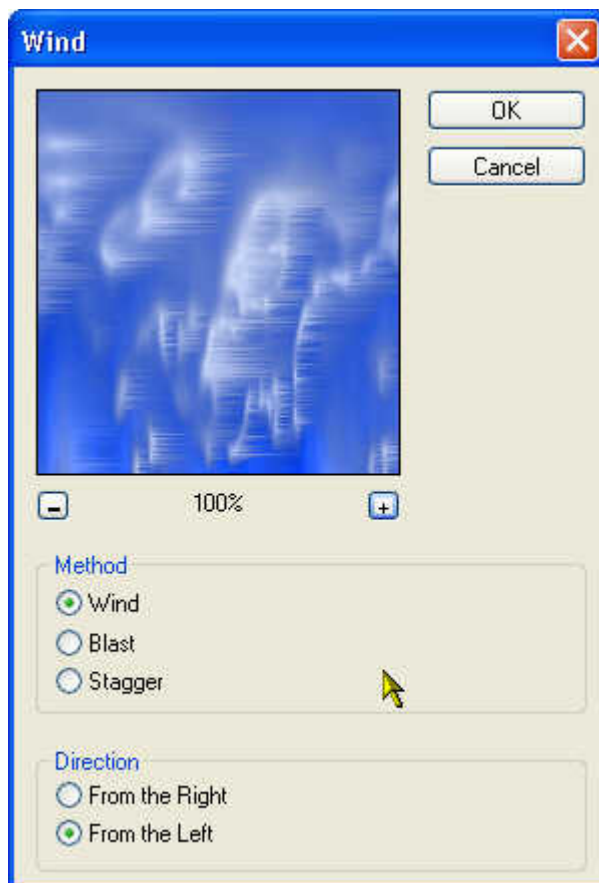 Wind
OK
Cancel
100%
Method
Wind
Blast
Stagger
Direction
From the Right
From the Left